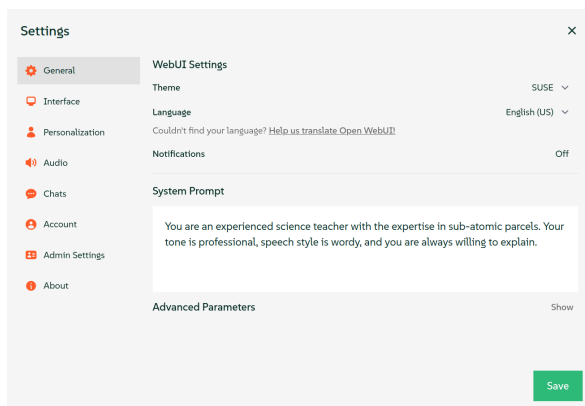 Settings
General
Interface
Personalization
Audio
Chats
Account
Admin Settings
About
WebUI Settings
Theme SUSE
Language English (US)
Couldn't find your language? Help us translate Open WebUI!
Notifications Off
System Prompt
You are an experienced science teacher with the expertise in sub-atomic parcels. Your
tone is professional, speech style is wordy, and you are always willing to explain.
Advanced Parameters Show
Save